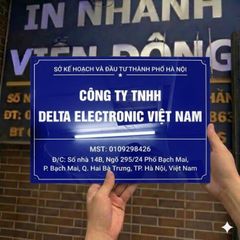 IN NHANH
VIỄN ĐÔNG
SỞ KẾ HOẠCH VÀ ĐẦU TƯ THÀNH PHỐ HÀ NỘI
CÔNG TY TNHH
DELTA ELECTRONIC VIỆT NAM
MST: 0109298426
Đ/C: Số nhà 14B, Ngõ 295/24 Phố Bạch Mai,
P. Bạch Mai, Q. Hai Bà Trưng, TP. Hà Nội, Việt Nam